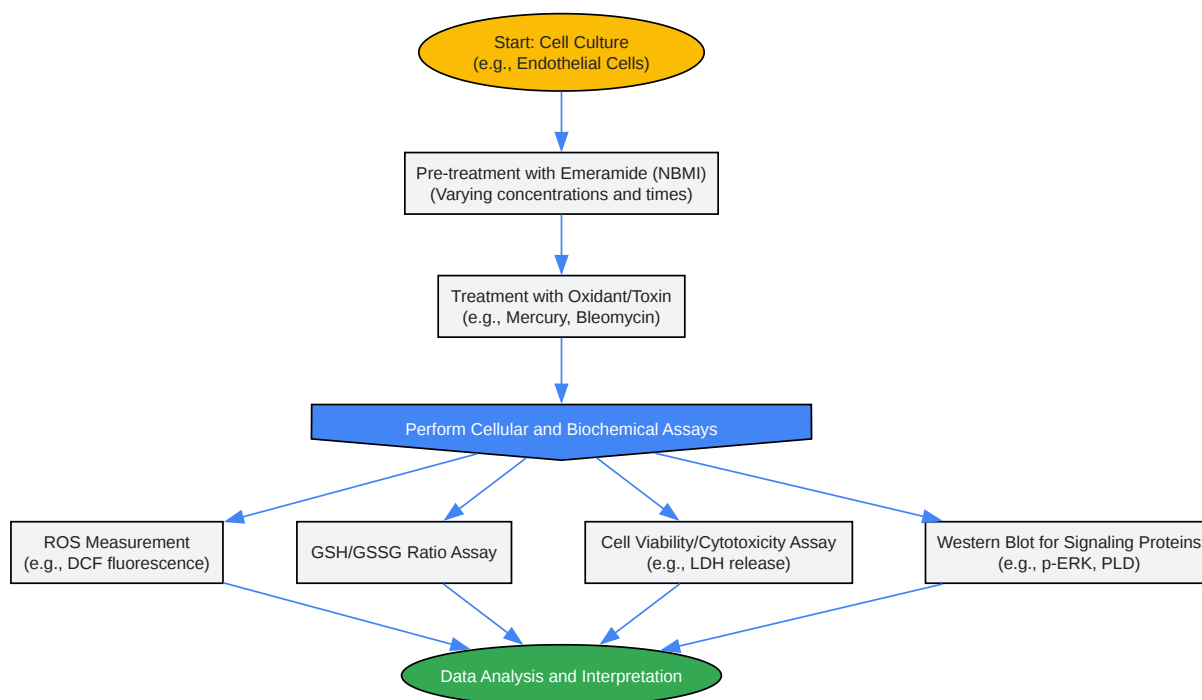 Start: Cell Culture
(e.g., Endothelial Cells)
Pre-treatment with Emeramide (NBMI)
(Varying concentrations and times)
Treatment with Oxidant/Toxin
(e.g., Mercury, Bleomycin)
Perform Cellular and Biochemical Assays
ROS Measurement
(e.g., DCF fluorescence)
GSH/GSSG Ratio Assay
Cell Viability/Cytotoxicity Assay
(e.g., LDH release)
Western Blot for Signaling Proteins
(e.g., p-ERK, PLD)
Data Analysis and Interpretation